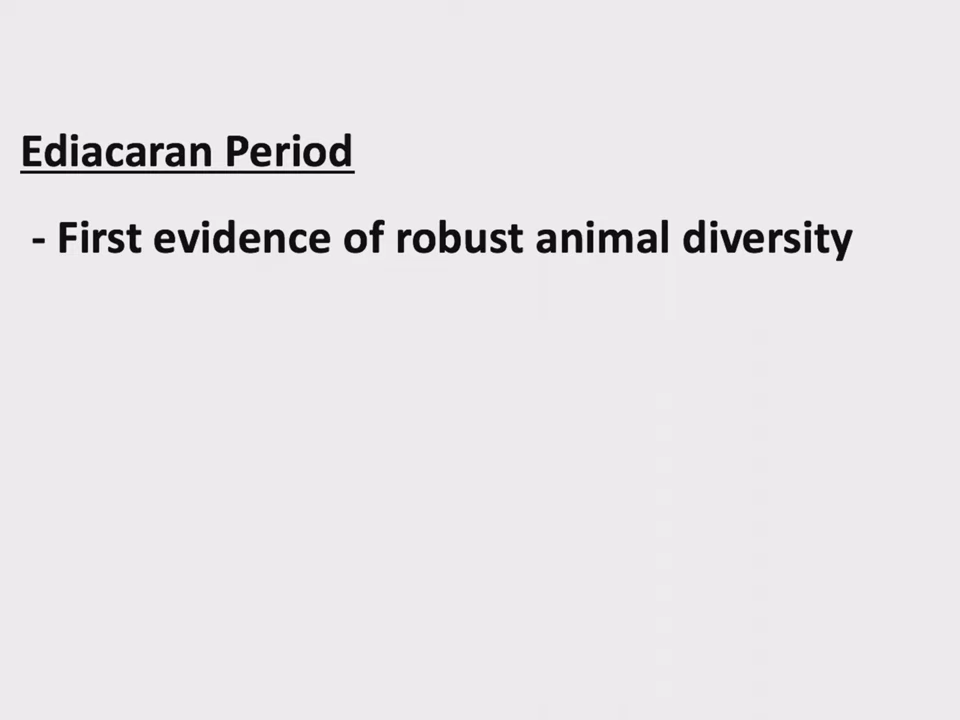 Ediacaran Period
- First evidence of robust animal diversity